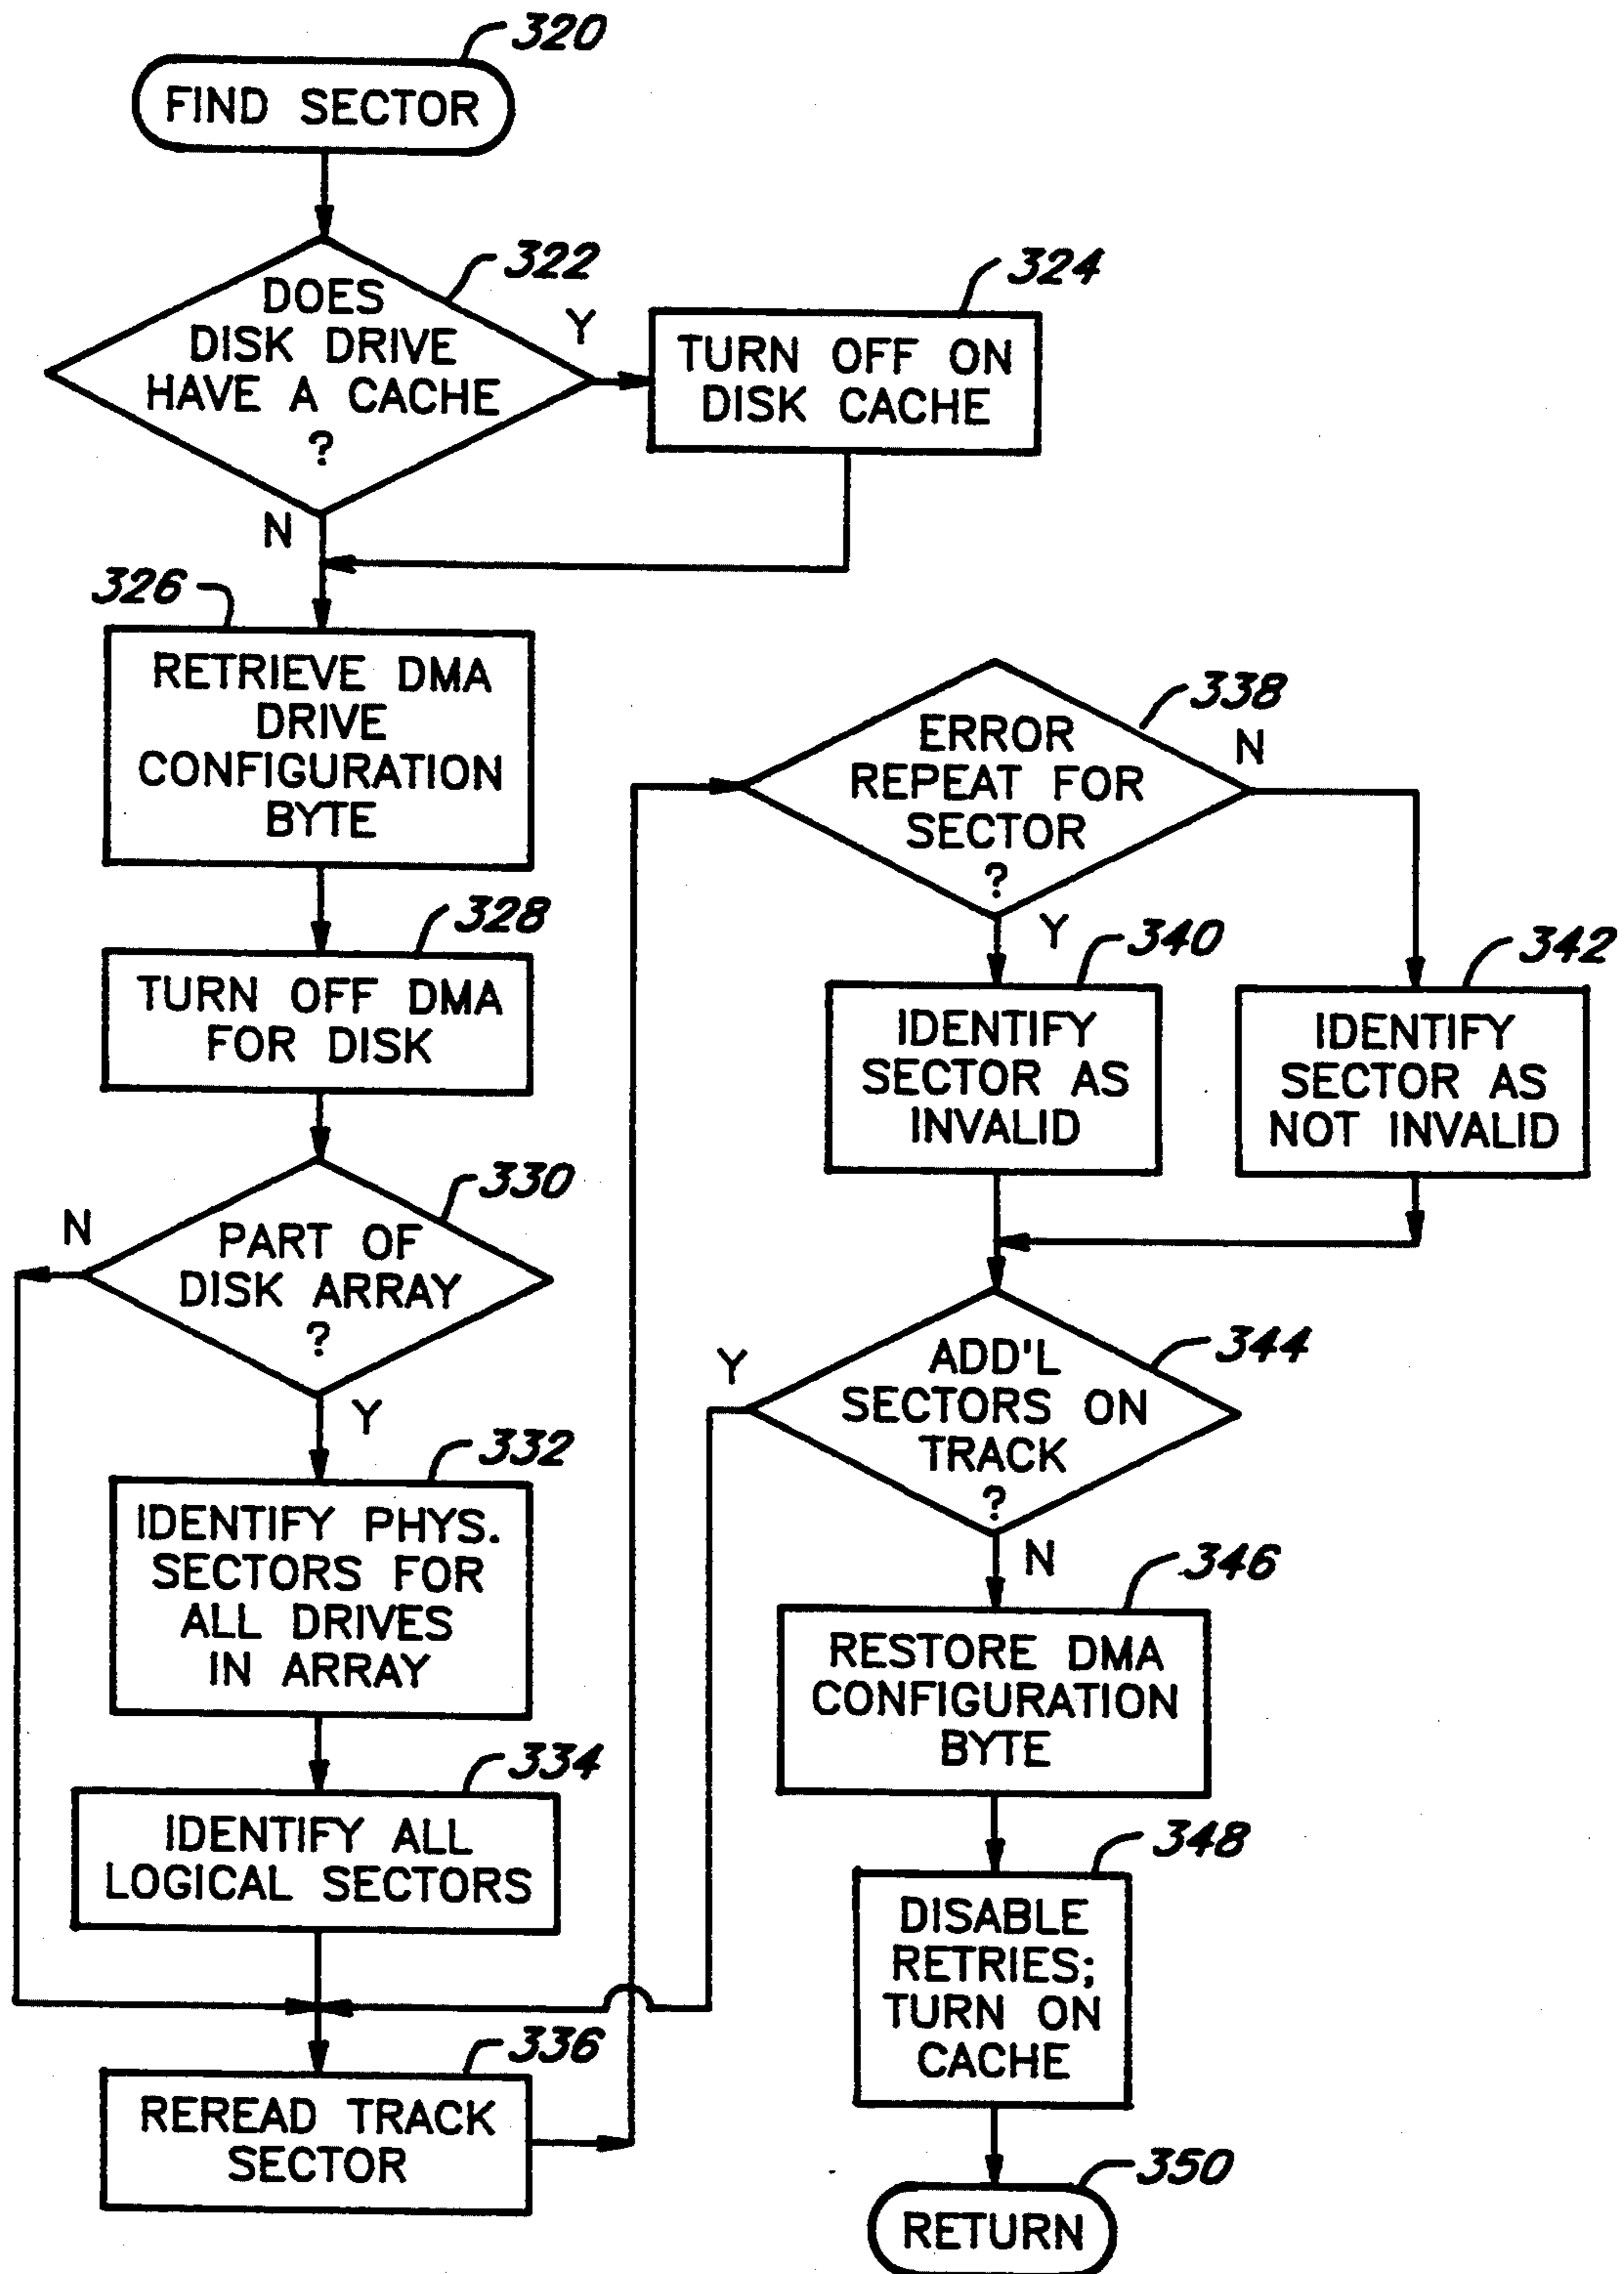 320
FIND SECTOR
322
DOES
DISK DRIVE
HAVE A CACHE
?
Y
N
324
TURN OFF ON
DISK CACHE
326
RETRIEVE DMA
DRIVE
CONFIGURATION
BYTE
328
TURN OFF DMA
FOR DISK
330
PART OF
DISK ARRAY
?
N
Y
332
IDENTIFY PHYS.
SECTORS FOR
ALL DRIVES
IN ARRAY
334
IDENTIFY ALL
LOGICAL SECTORS
336
REREAD TRACK
SECTOR
338
ERROR
REPEAT FOR
SECTOR
?
N
Y
340
IDENTIFY
SECTOR AS
INVALID
342
IDENTIFY
SECTOR AS
NOT INVALID
344
ADD'L
SECTORS ON
TRACK
?
Y
N
346
RESTORE DMA
CONFIGURATION
BYTE
348
DISABLE
RETRIES;
TURN ON
CACHE
350
RETURN